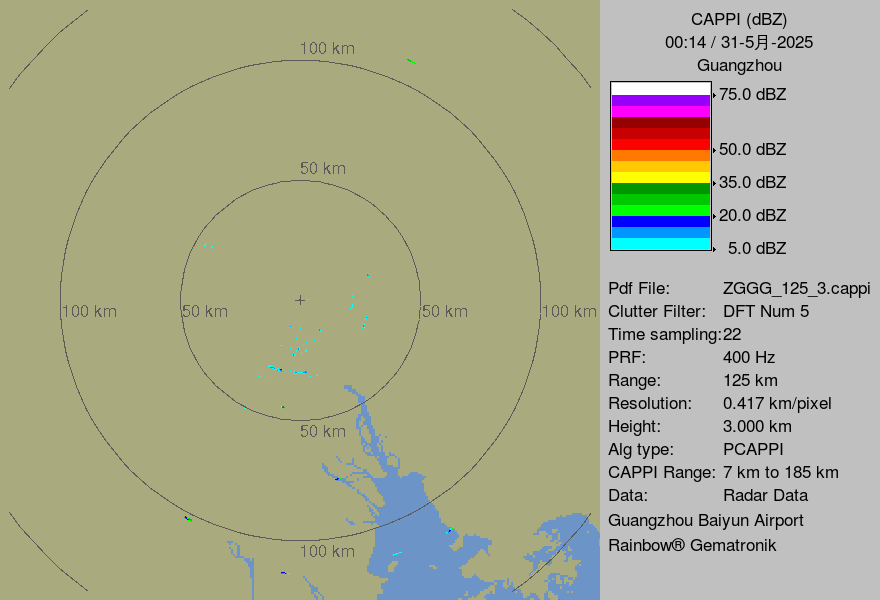 100 km
50 km
100 km
50 km
50 km
100 km
50 km
100 km
CAPPI (dBZ)
00:14 / 31-5月-2025
Guangzhou
75.0 dBZ
50.0 dBZ
35.0 dBZ
20.0 dBZ
5.0 dBZ
Pdf File: ZGGG_125_3.cappi
Clutter Filter: DFT Num 5
Time sampling:22
PRF: 400 Hz
Range: 125 km
Resolution: 0.417 km/pixel
Height: 3.000 km
Alg type: PCAPPI
CAPPI Range: 7 km to 185 km
Data: Radar Data
Guangzhou Baiyun Airport
Rainbow® Gematronik